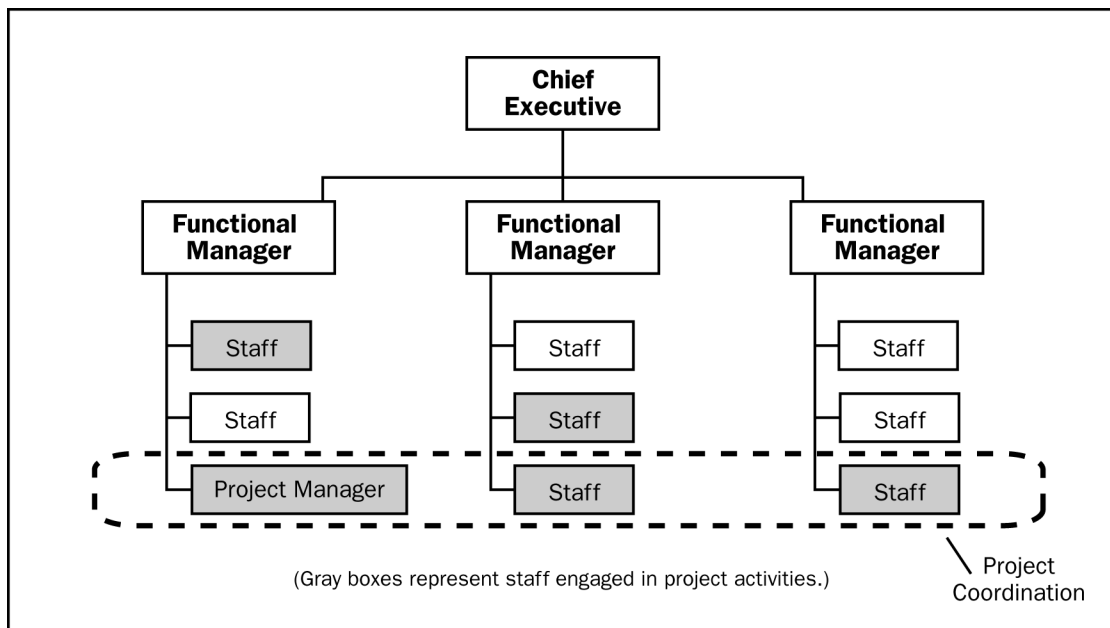 Chief
Executive
Functional
Manager
Functional
Manager
Functional
Manager
Staff
Staff
Staff
Staff
Staff
Staff
Project Manager
Staff
Staff
(Gray boxes represent staff engaged in project activities.)
Project
Coordination